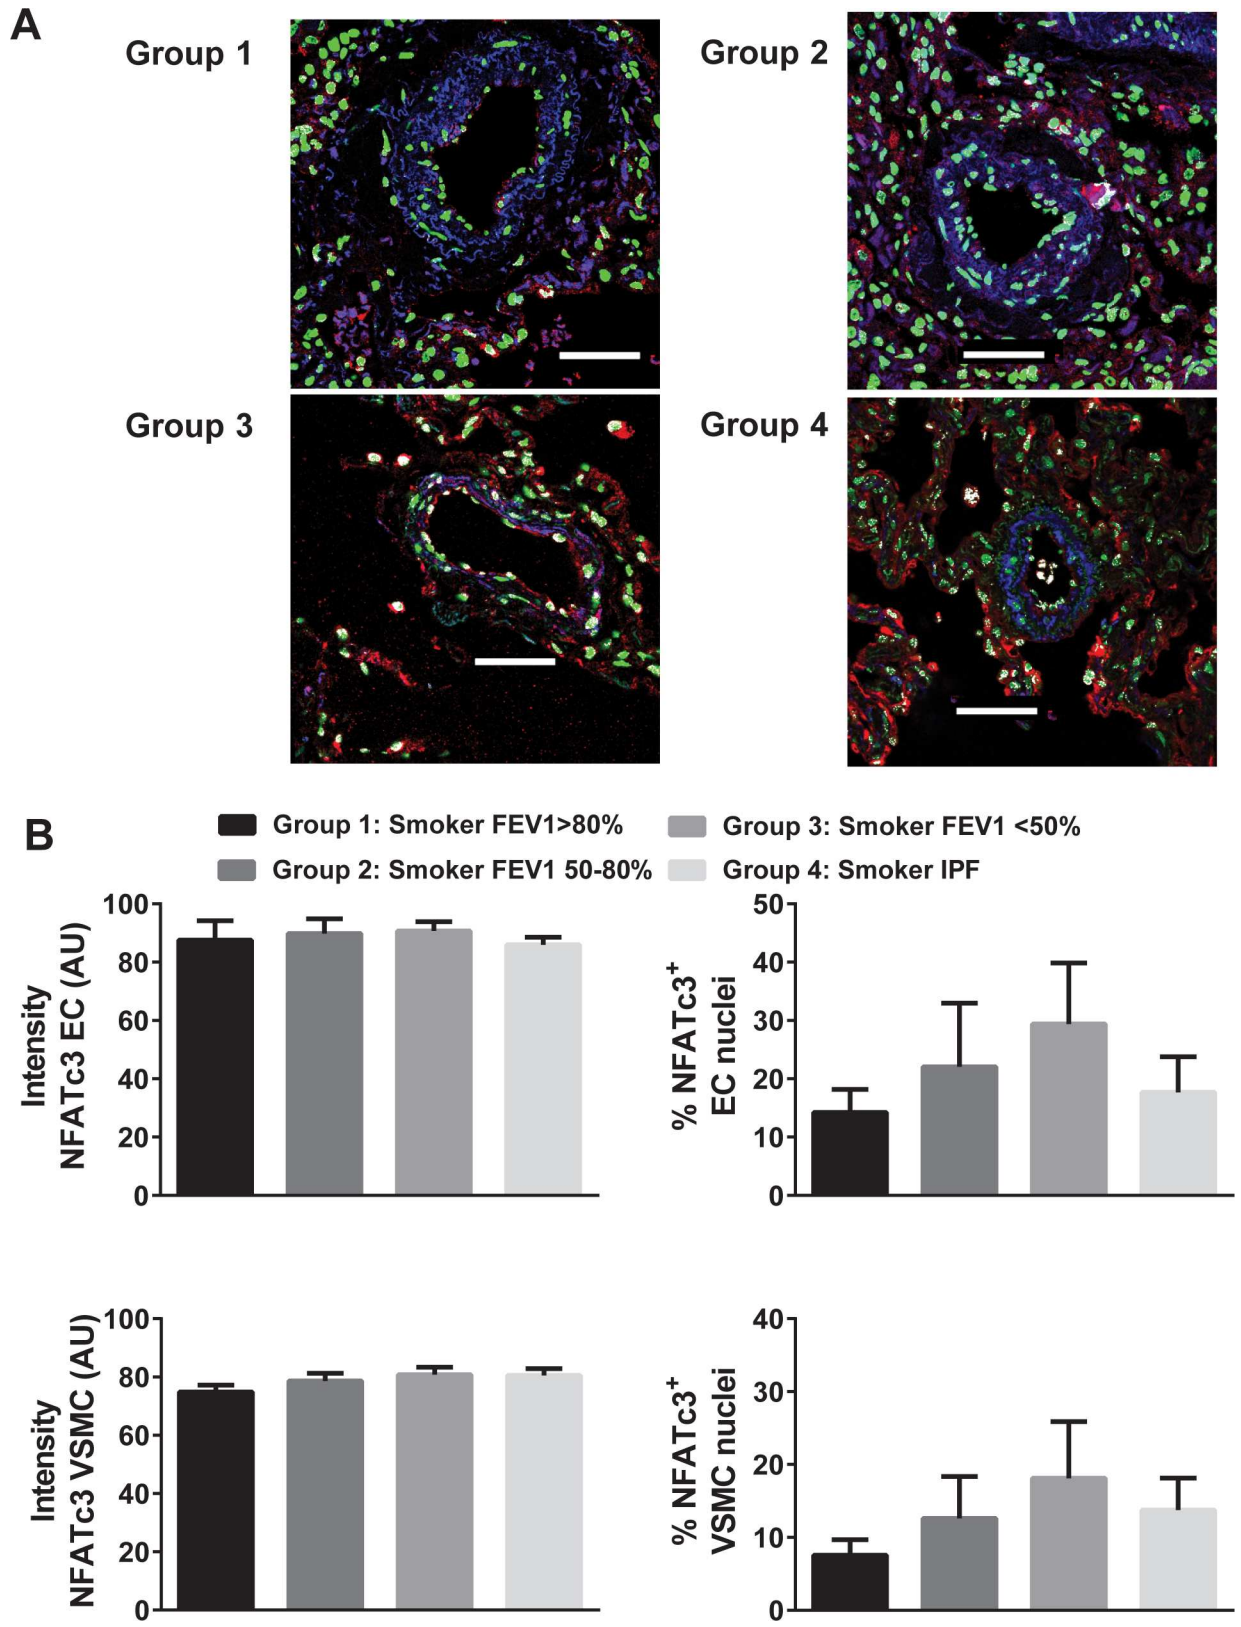 A
Group 1
Group 2
Group 3
Group 4
B
Group 1: Smoker FEV1>80%
Group 3: Smoker FEV1 <50%
Group 2: Smoker FEV1 50-80%
Group 4: Smoker IPF
Intensity
NFATc3 EC (AU)
100
80
60
40
20
0
% NFATc3+
EC nuclei
50
40
30
20
10
0
Intensity
NFATc3 VSMC (AU)
100
80
60
40
20
0
% NFATc3+
VSMC nuclei
40
30
20
10
0